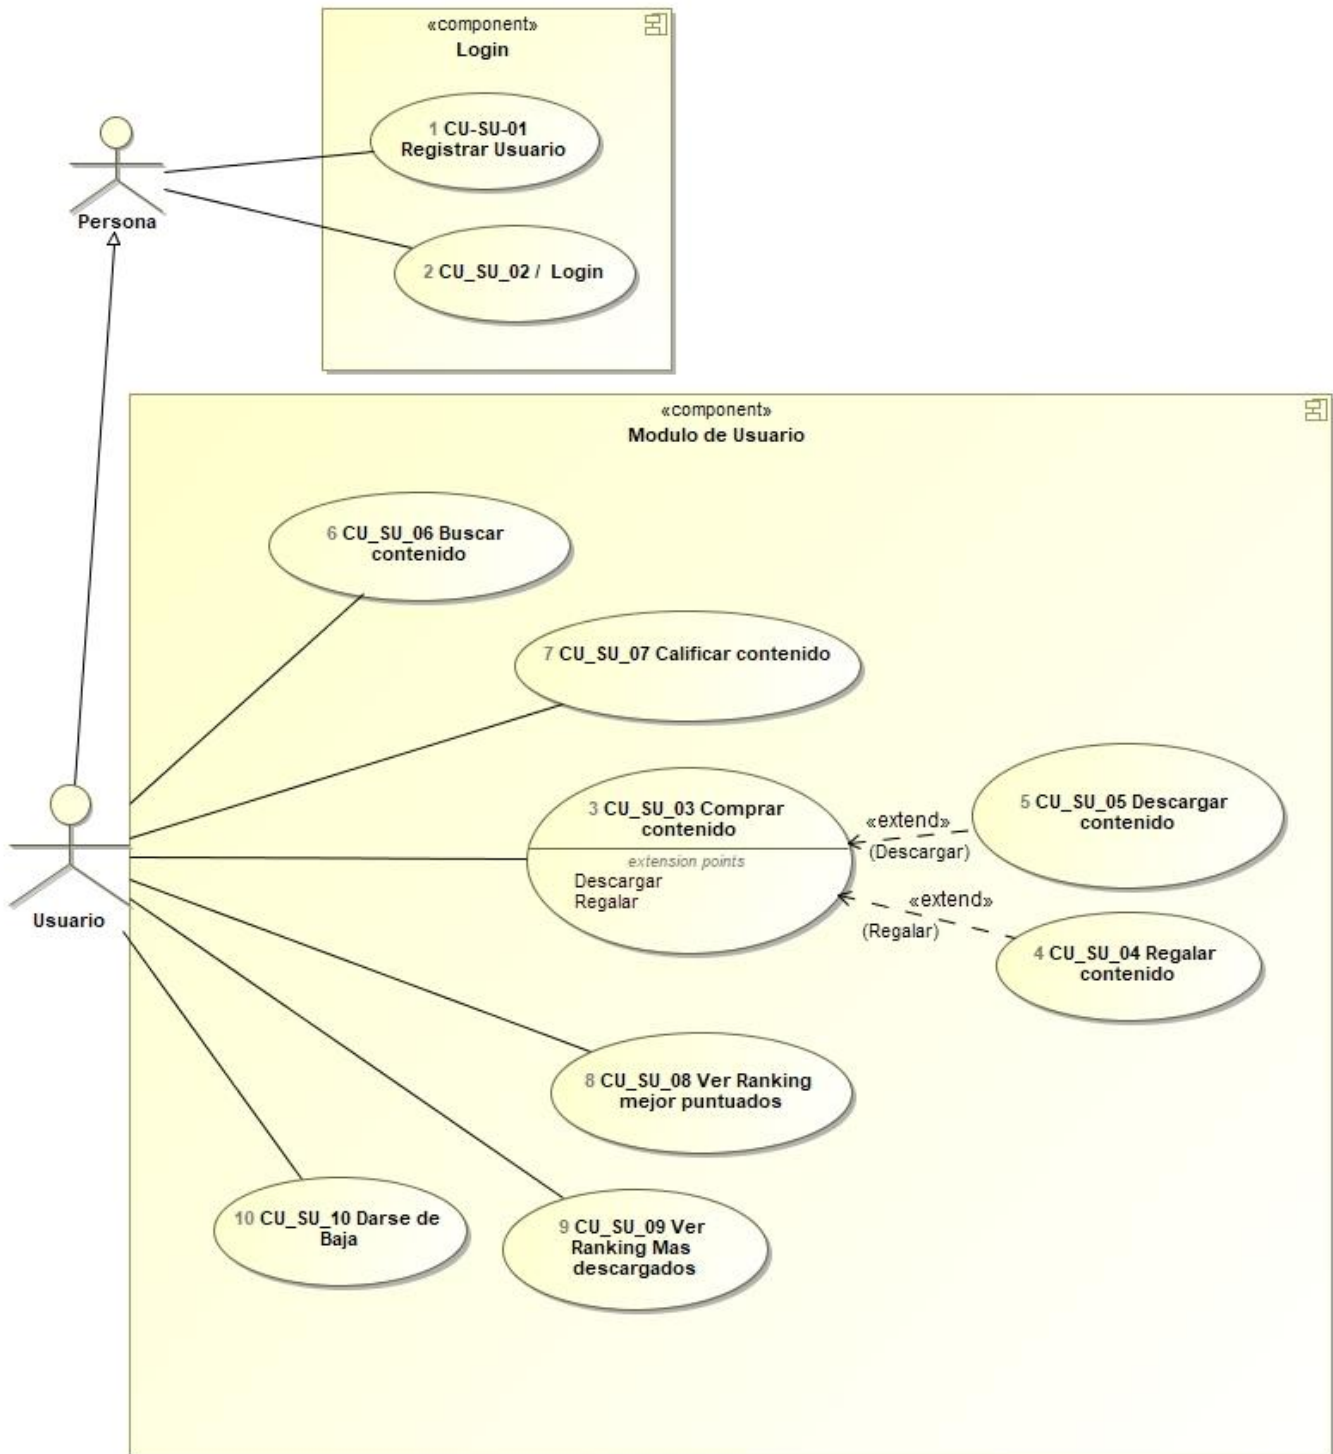 «component»
Login
1 CU-SU-01
Registrar Usuario
Persona
2 CU_SU_02 /  Login
«component»
Modulo de Usuario
6 CU_SU_06 Buscar
contenido
7 CU_SU_07 Calificar contenido
3 CU_SU_03 Comprar
contenido
extension points
Descargar
Regalar
«extend»
(Descargar)
5 CU_SU_05 Descargar
contenido
«extend»
(Regalar)
4 CU_SU_04 Regalar
contenido
Usuario
8 CU_SU_08 Ver Ranking
mejor puntuados
10 CU_SU_10 Darse de
Baja
9 CU_SU_09 Ver
Ranking Mas
descargados